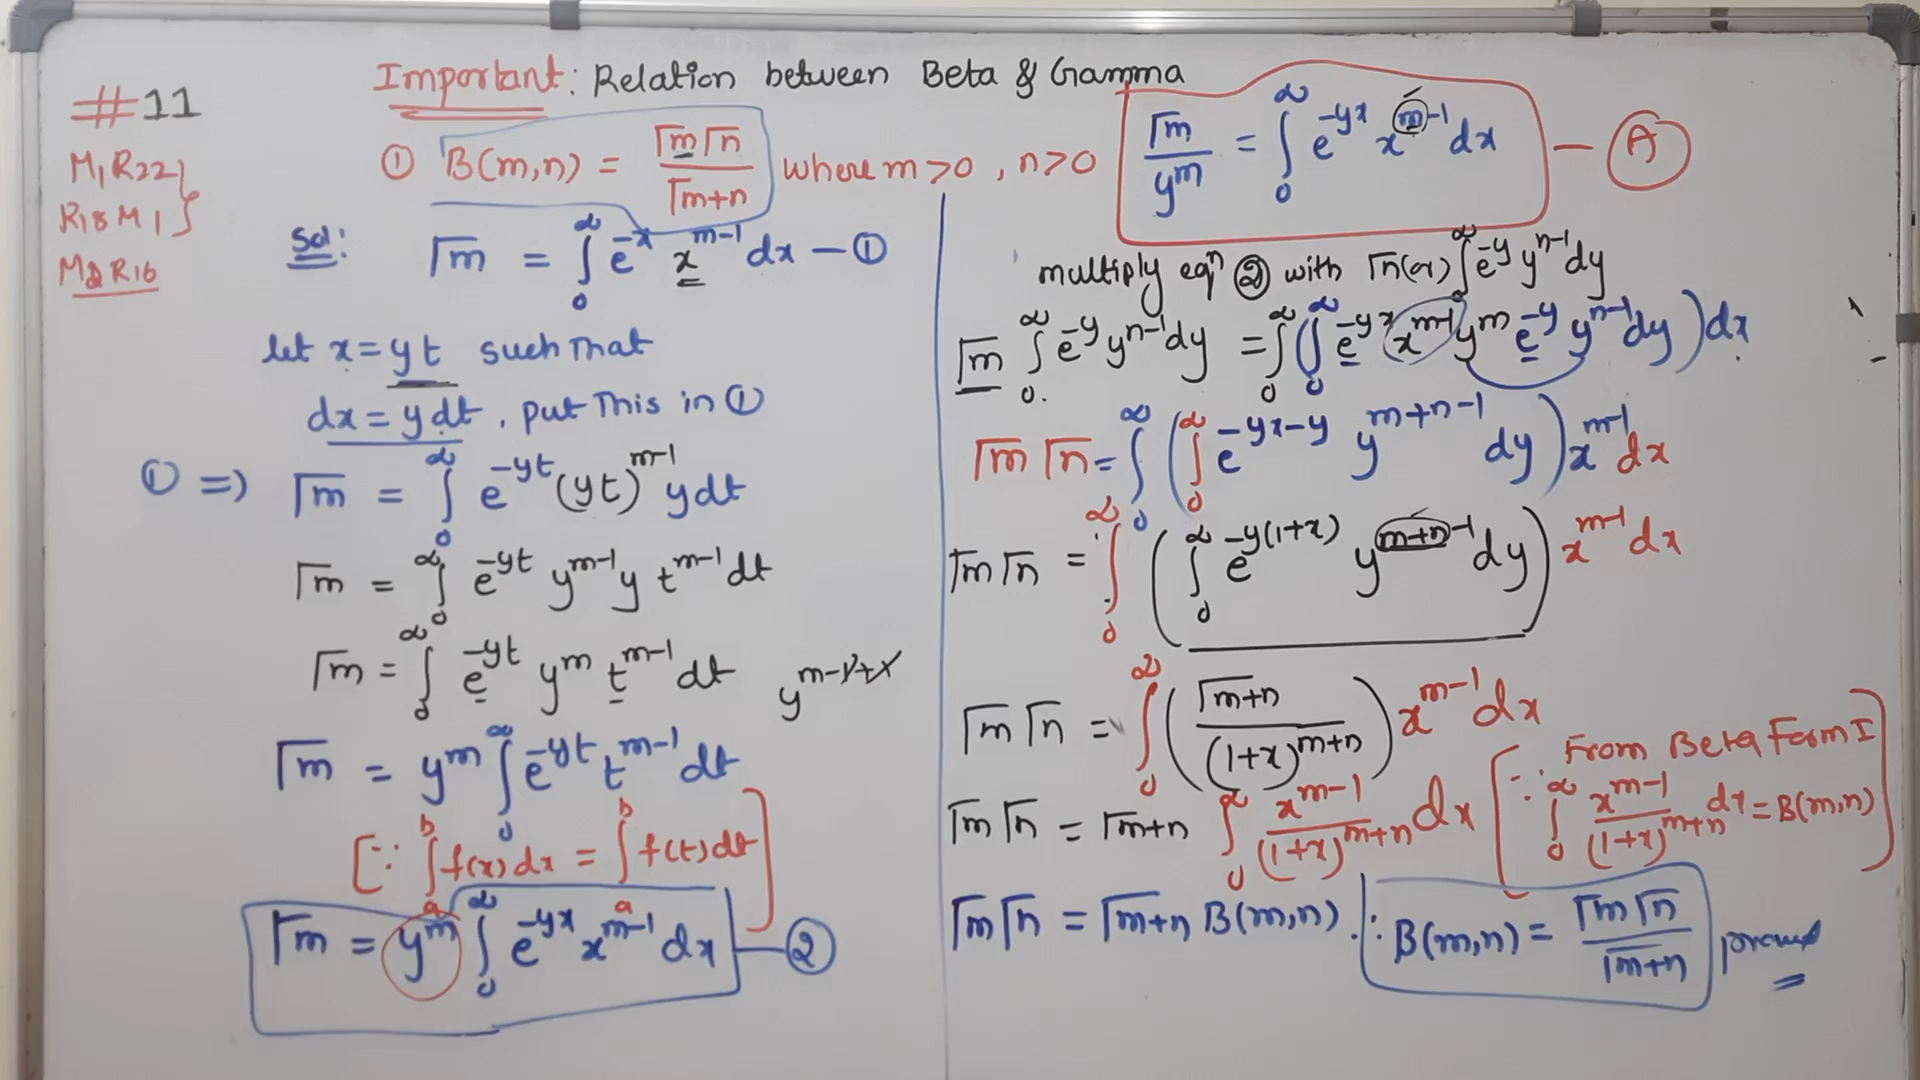 #11
M1R22}
R18M1}
M2R16
Important: Relation between Beta & Gamma
① B(m,n) = Γm Γn / Γm+n where m>0, n>0
Sol: Γm = ∫₀^∞ e^-x x^m-1 dx — ①
let x = yt such that
dx = ydt, put this in ①
① => Γm = ∫₀^∞ e^-yt (yt)^m-1 ydt
Γm = ∫₀^∞ e^-yt y^m-1 y t^m-1 dt
Γm = ∫₀^∞ e^-yt y^m t^m-1 dt y^m-1+1
Γm = y^m ∫₀^∞ e^-yt t^m-1 dt
[∵ ∫ₐ^b f(x)dx = ∫ₐ^b f(t)dt]
Γm = y^m ∫₀^∞ e^-yx x^m-1 dx — ②
Γm / y^m = ∫₀^∞ e^-yx x^m-1 dx — Ⓐ
multiply eqn ② with Γn (or) ∫₀^∞ e^-y y^n-1 dy
Γm ∫₀^∞ e^-y y^n-1 dy = ∫₀^∞ (∫₀^∞ e^-yx x^m-1 y^m e^-y y^n-1 dy) dx
Γm Γn = ∫₀^∞ (∫₀^∞ e^-yx-y y^m+n-1 dy) x^m-1 dx
Γm Γn = ∫₀^∞ (∫₀^∞ e^-y(1+x) y^m+n-1 dy) x^m-1 dx
Γm Γn = ∫₀^∞ (Γm+n / (1+x)^m+n) x^m-1 dx
Γm Γn = Γm+n ∫₀^∞ x^m-1 / (1+x)^m+n dx [∵ From Beta Form I
∫₀^∞ x^m-1 / (1+x)^m+n dx = B(m,n)]
Γm Γn = Γm+n B(m,n). ∴ B(m,n) = Γm Γn / Γm+n